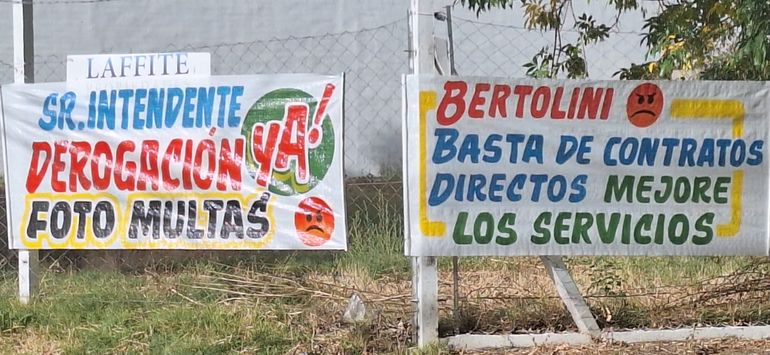 LAFFITE
SR. INTENDENTE
DEROGACIÓN YA!
FOTO MULTAS
BERTOLINI
BASTA DE CONTRATOS
DIRECTOS MEJORE
LOS SERVICIOS